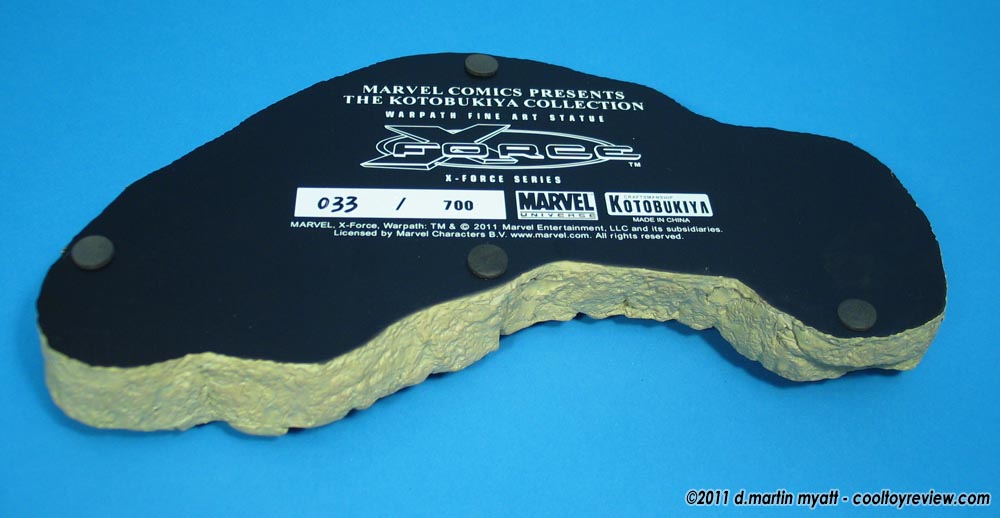 MARVEL COMICS PRESENTS
THE KOTOBUKIYA COLLECTION
WARPATH FINE ART STATUE
X FORCE TM
X-FORCE SERIES
033 / 700
MARVEL
UNIVERSE
CRAFTSMANSHIP
KOTOBUKIYA
MADE IN CHINA
MARVEL, X-Force, Warpath: TM & © 2011 Marvel Entertainment, LLC and its subsidiaries.
Licensed by Marvel Characters B.V. www.marvel.com. All rights reserved.
©2011 d.martin myatt - cooltoyreview.com